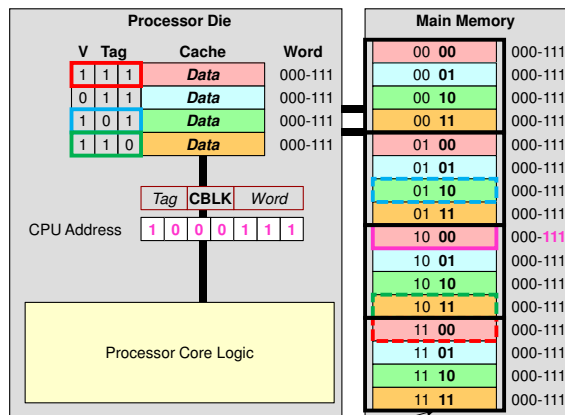 Processor Die
V Tag Cache Word
1 1 1 Data 000-111
0 1 1 Data 000-111
1 0 1 Data 000-111
1 1 0 Data 000-111
Tag CBLK Word
CPU Address 1 0 0 0 1 1 1
Processor Core Logic
Main Memory
00 00 000-111
00 01 000-111
00 10 000-111
00 11 000-111
01 00 000-111
01 01 000-111
01 10 000-111
01 11 000-111
10 00 000-111
10 01 000-111
10 10 000-111
10 11 000-111
11 00 000-111
11 01 000-111
11 10 000-111
11 11 000-111